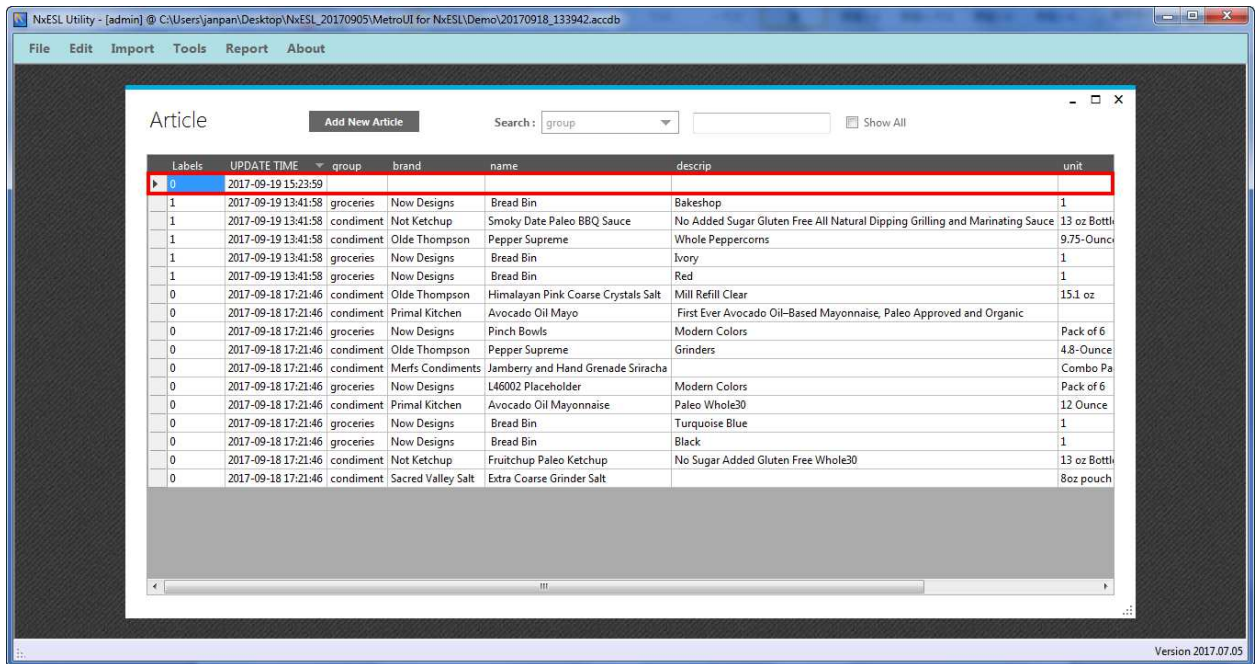 NxESL Utility - [admin] @ C:\Users\janpan\Desktop\NxESL_20170905\MetroUI for NxESL\Demo\20170918_133942.accdb
File Edit Import Tools Report About
Article Add New Article Search : group Show All
Labels UPDATE TIME group brand name descrip unit
0 2017-09-19 15:23:59
1 2017-09-19 13:41:58 groceries Now Designs Bread Bin Bakeshop 1
1 2017-09-19 13:41:58 condiment Not Ketchup Smoky Date Paleo BBQ Sauce No Added Sugar Gluten Free All Natural Dipping Grilling and Marinating Sauce 13 oz Bottl
1 2017-09-19 13:41:58 condiment Olde Thompson Pepper Supreme Whole Peppercorns 9.75-Ounc
1 2017-09-19 13:41:58 groceries Now Designs Bread Bin Ivory 1
1 2017-09-19 13:41:58 groceries Now Designs Bread Bin Red 1
0 2017-09-18 17:21:46 condiment Olde Thompson Himalayan Pink Coarse Crystals Salt Mill Refill Clear 15.1 oz
0 2017-09-18 17:21:46 condiment Primal Kitchen Avocado Oil Mayo First Ever Avocado Oil–Based Mayonnaise, Paleo Approved and Organic
0 2017-09-18 17:21:46 groceries Now Designs Pinch Bowls Modern Colors Pack of 6
0 2017-09-18 17:21:46 condiment Olde Thompson Pepper Supreme Grinders 4.8-Ounce
0 2017-09-18 17:21:46 condiment Merfs Condiments Jamberry and Hand Grenade Sriracha Combo Pa
0 2017-09-18 17:21:46 groceries Now Designs L46002 Placeholder Modern Colors Pack of 6
0 2017-09-18 17:21:46 condiment Primal Kitchen Avocado Oil Mayonnaise Paleo Whole30 12 Ounce
0 2017-09-18 17:21:46 groceries Now Designs Bread Bin Turquoise Blue 1
0 2017-09-18 17:21:46 groceries Now Designs Bread Bin Black 1
0 2017-09-18 17:21:46 condiment Not Ketchup Fruitchup Paleo Ketchup No Sugar Added Gluten Free Whole30 13 oz Bottl
0 2017-09-18 17:21:46 condiment Sacred Valley Salt Extra Coarse Grinder Salt 8oz pouch
Version 2017.07.05